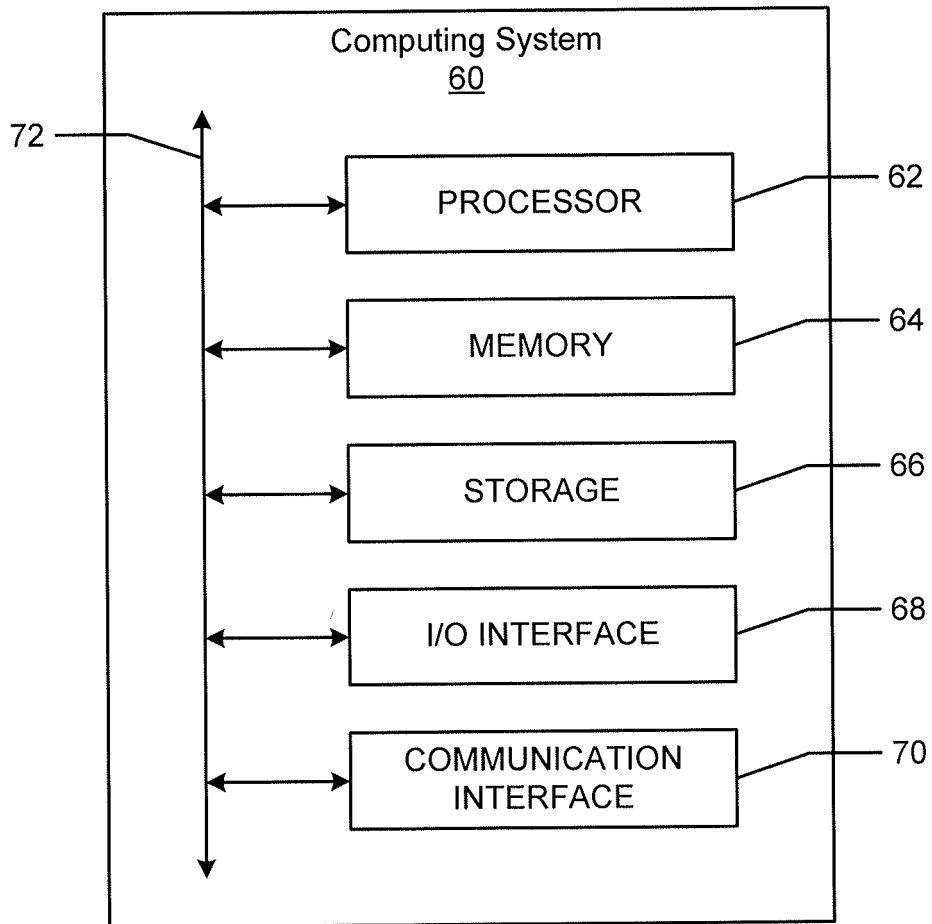 Computing System
60
72
PROCESSOR
62
MEMORY
64
STORAGE
66
I/O INTERFACE
68
COMMUNICATION
INTERFACE
70